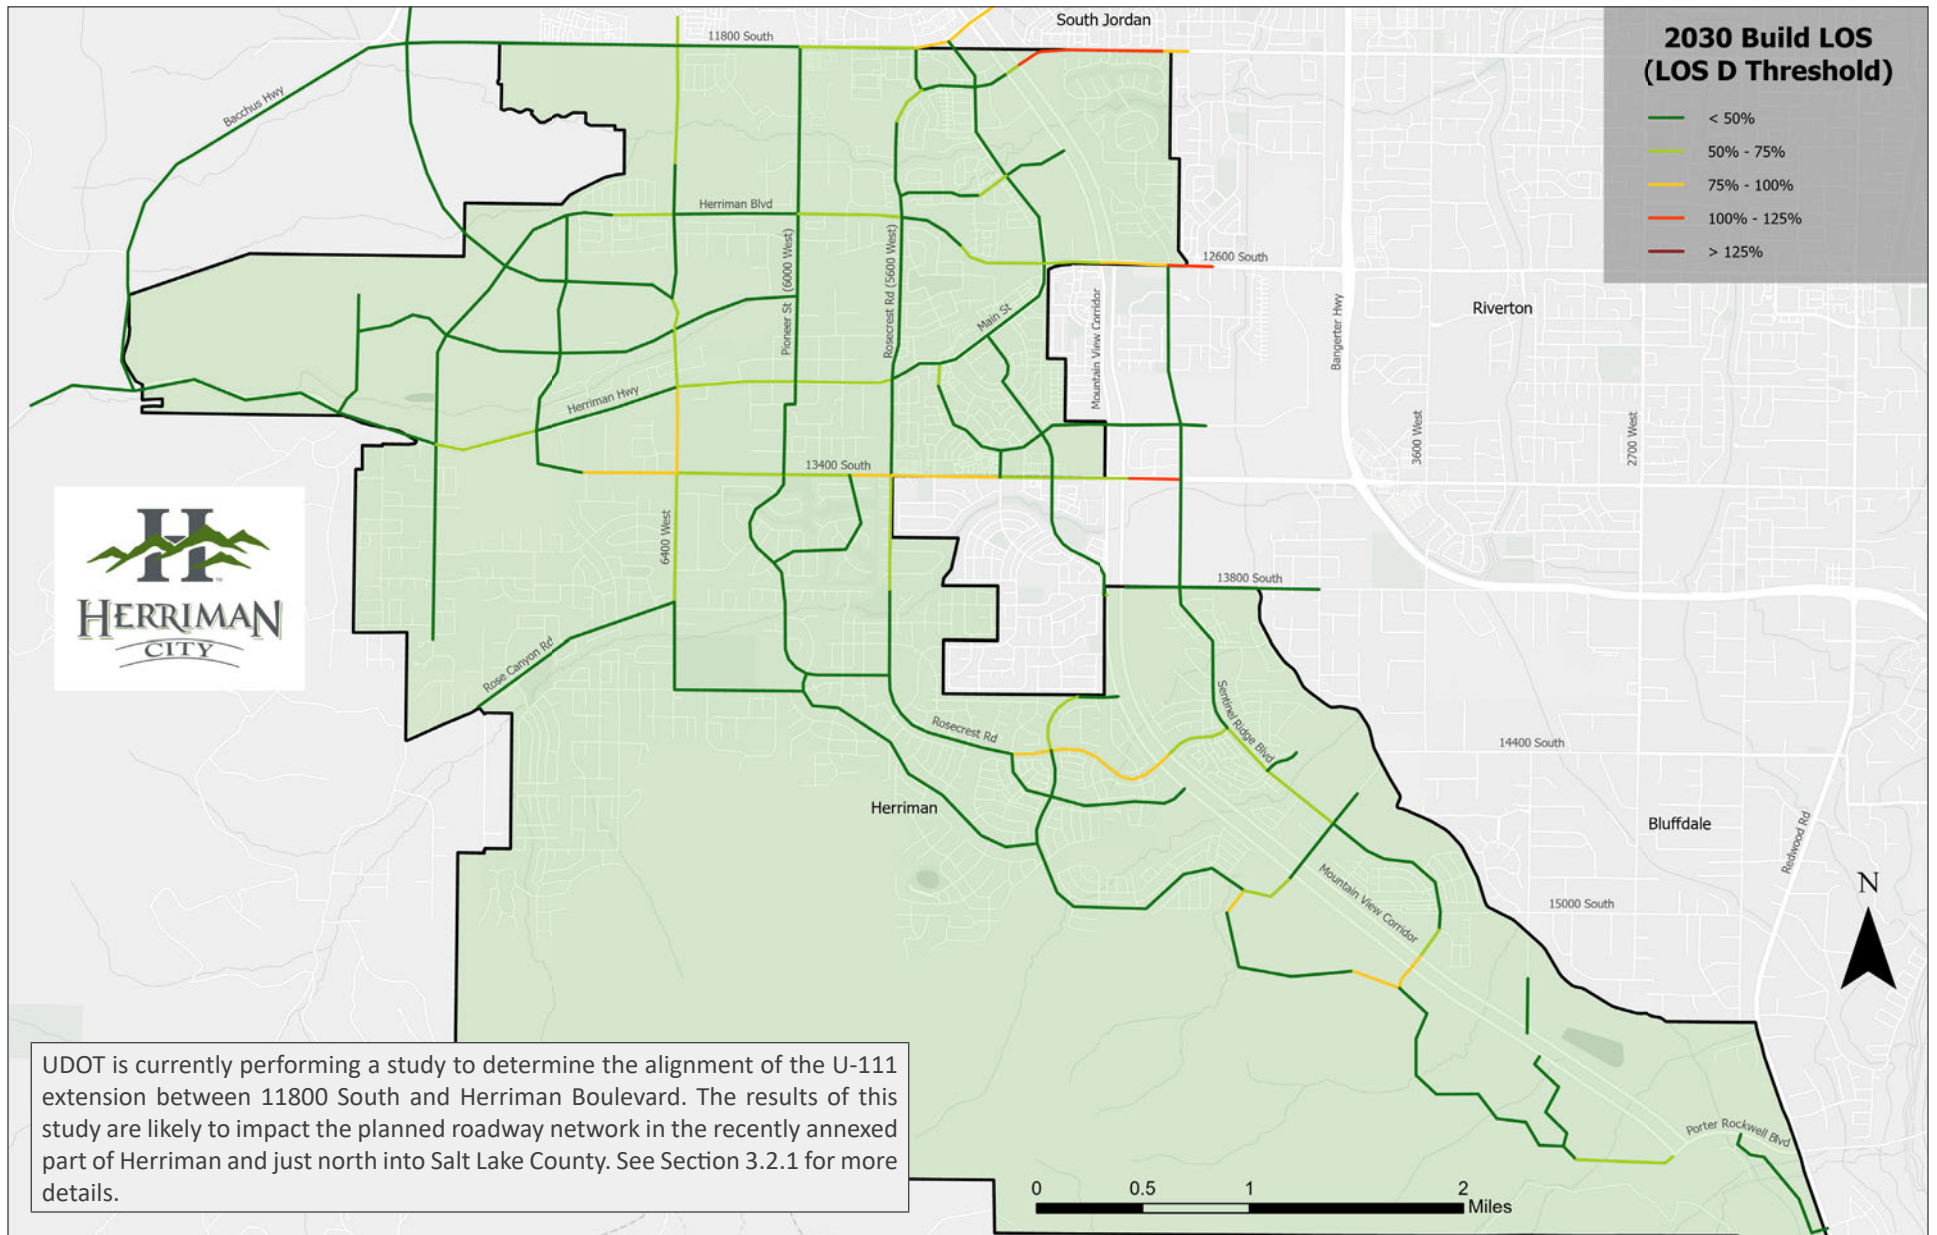 South Jordan
2030 Build LOS
(LOS D Threshold)
< 50%
50% - 75%
75% - 100%
100% - 125%
> 125%
11800 South
Bacchus Hwy
Herriman Blvd
Pioneer St (6000 West)
Rosecrest Rd (5600 West)
12600 South
Riverton
Main St
Mountain View Corridor
Bangerter Hwy
Herriman Hwy
3600 West
2700 West
13400 South
6400 West
H
HERRIMAN
CITY
13800 South
Rose Canyon Rd
Rosecrest Rd
Sentinel Ridge Blvd
14400 South
Herriman
Bluffdale
Redwood Rd
Mountain View Corridor
15000 South
N
UDOT is currently performing a study to determine the alignment of the U-111
extension between 11800 South and Herriman Boulevard. The results of this
study are likely to impact the planned roadway network in the recently annexed
part of Herriman and just north into Salt Lake County. See Section 3.2.1 for more
details.
Porter Rockwell Blvd
0 0.5 1 2
Miles